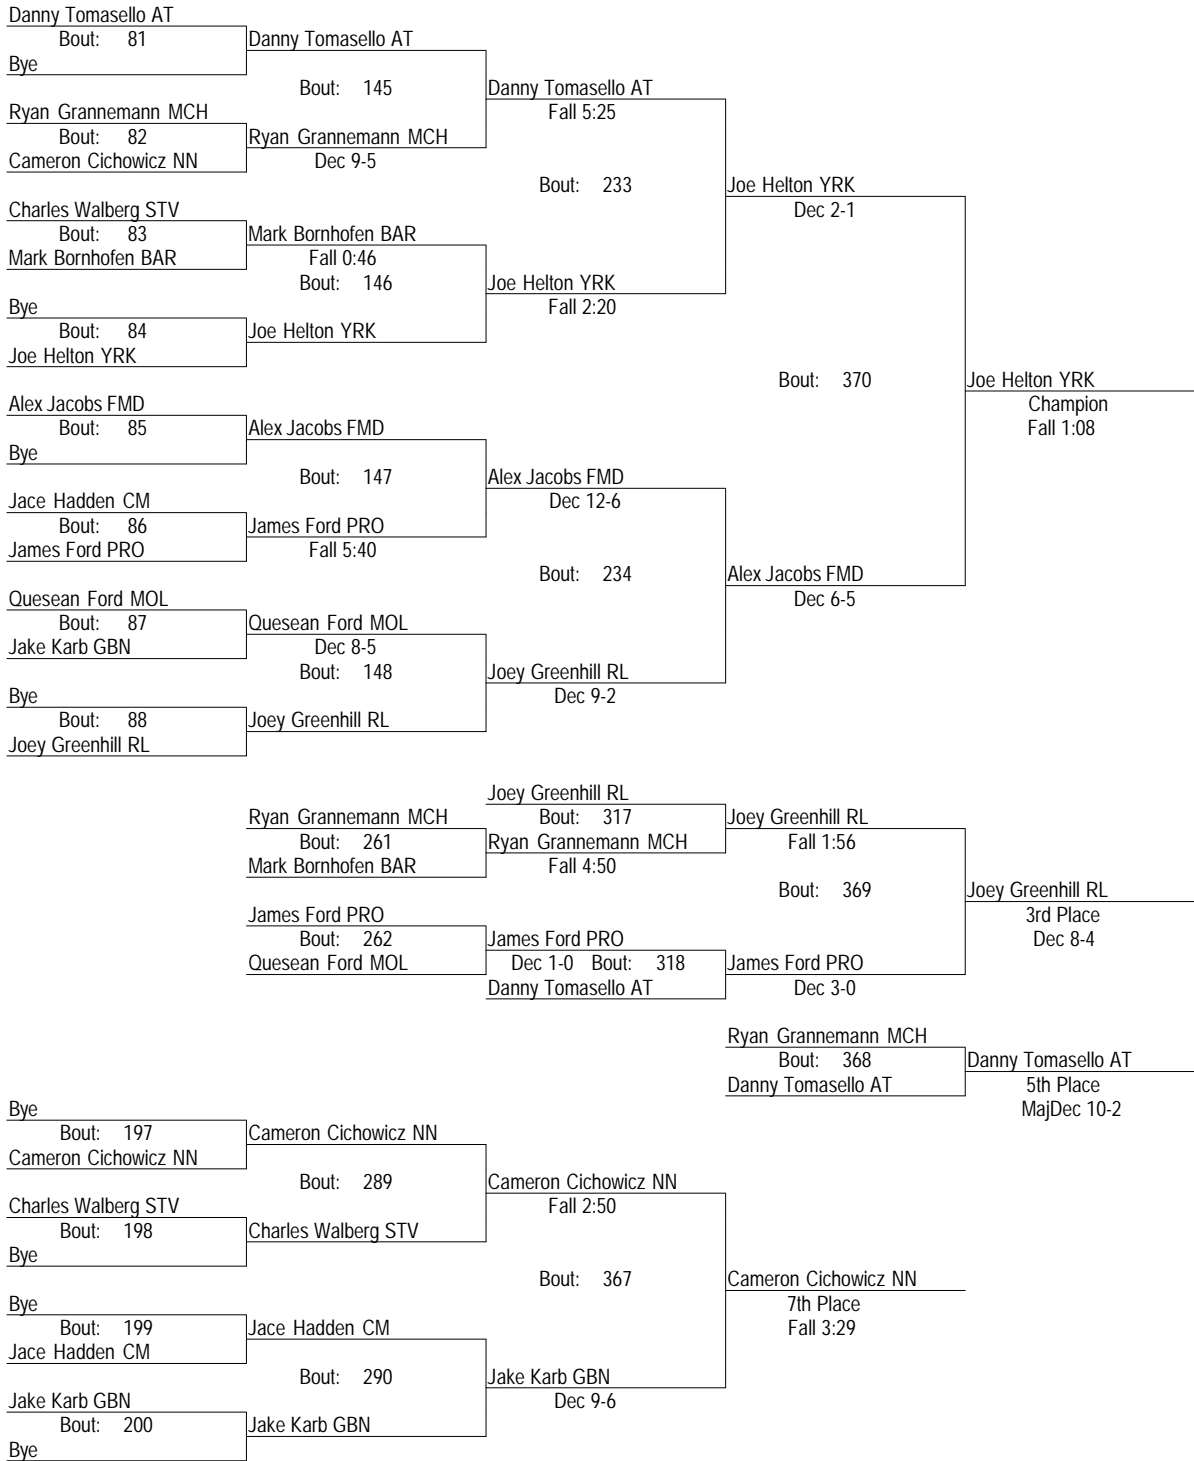 Danny Tomasello AT
Bout: 81
Bye
Danny Tomasello AT
Bout: 145
Ryan Grannemann MCH
Bout: 82
Cameron Cichowicz NN
Ryan Grannemann MCH
Dec 9-5
Danny Tomasello AT
Fall 5:25
Bout: 233
Charles Walberg STV
Bout: 83
Mark Bornhofen BAR
Mark Bornhofen BAR
Fall 0:46
Bout: 146
Bye
Bout: 84
Joe Helton YRK
Joe Helton YRK
Joe Helton YRK
Fall 2:20
Joe Helton YRK
Dec 2-1
Bout: 370
Joe Helton YRK
Champion
Fall 1:08
Alex Jacobs FMD
Bout: 85
Bye
Alex Jacobs FMD
Bout: 147
Jace Hadden CM
Bout: 86
James Ford PRO
James Ford PRO
Fall 5:40
Alex Jacobs FMD
Dec 12-6
Bout: 234
Alex Jacobs FMD
Dec 6-5
Quesean Ford MOL
Bout: 87
Jake Karb GBN
Quesean Ford MOL
Dec 8-5
Bout: 148
Bye
Bout: 88
Joey Greenhill RL
Joey Greenhill RL
Joey Greenhill RL
Dec 9-2
Joey Greenhill RL
Bout: 317
Ryan Grannemann MCH
Bout: 261
Mark Bornhofen BAR
Ryan Grannemann MCH
Fall 4:50
Joey Greenhill RL
Fall 1:56
Bout: 369
Joey Greenhill RL
3rd Place
Dec 8-4
James Ford PRO
Bout: 262
Quesean Ford MOL
James Ford PRO
Dec 1-0 Bout: 318
Danny Tomasello AT
James Ford PRO
Dec 3-0
Ryan Grannemann MCH
Bout: 368
Danny Tomasello AT
Danny Tomasello AT
5th Place
MajDec 10-2
Bye
Bout: 197
Cameron Cichowicz NN
Cameron Cichowicz NN
Bout: 289
Charles Walberg STV
Bout: 198
Bye
Charles Walberg STV
Cameron Cichowicz NN
Fall 2:50
Bout: 367
Cameron Cichowicz NN
7th Place
Fall 3:29
Bye
Bout: 199
Jace Hadden CM
Jace Hadden CM
Bout: 290
Jake Karb GBN
Bout: 200
Bye
Jake Karb GBN
Jake Karb GBN
Dec 9-6